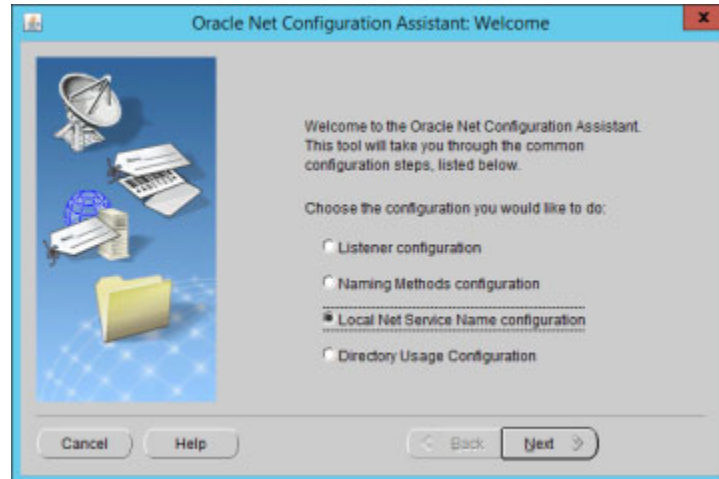 Oracle Net Configuration Assistant: Welcome
x
Welcome to the Oracle Net Configuration Assistant.
This tool will take you through the common
configuration steps, listed below.
Choose the configuration you would like to do:
Listener configuration
Naming Methods configuration
Local Net Service Name configuration
Directory Usage Configuration
Cancel
Help
Back
Next